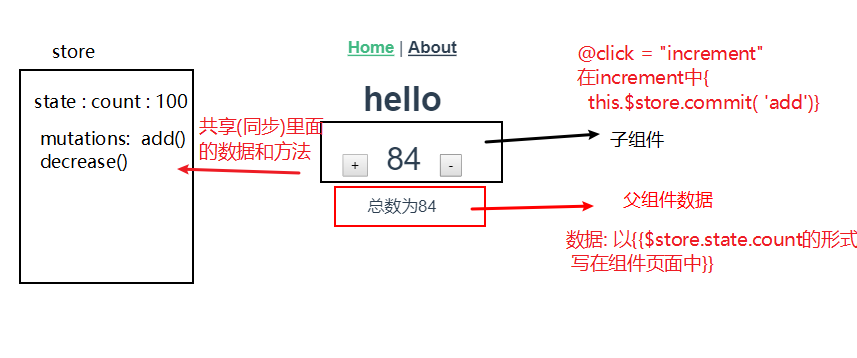 store
state : count : 100
mutations:  add()
decrease()
共享(同步)里面
的数据和方法
Home | About
hello
+ 84 -
总数为84
@click = "increment"
在increment中{
this.$store.commit( 'add')}
子组件
父组件数据
数据: 以{{$store.state.count的形式
写在组件页面中}}